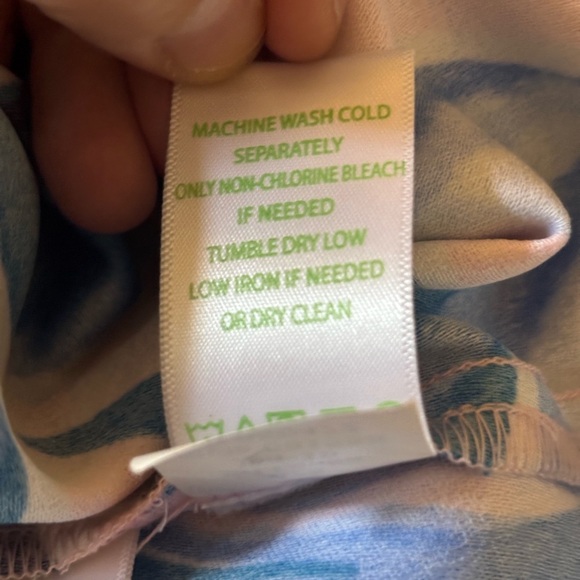 MACHINE WASH COLD
SEPARATELY
ONLY NON-CHLORINE BLEACH
IF NEEDED
TUMBLE DRY LOW
LOW IRON IF NEEDED
OR DRY CLEAN